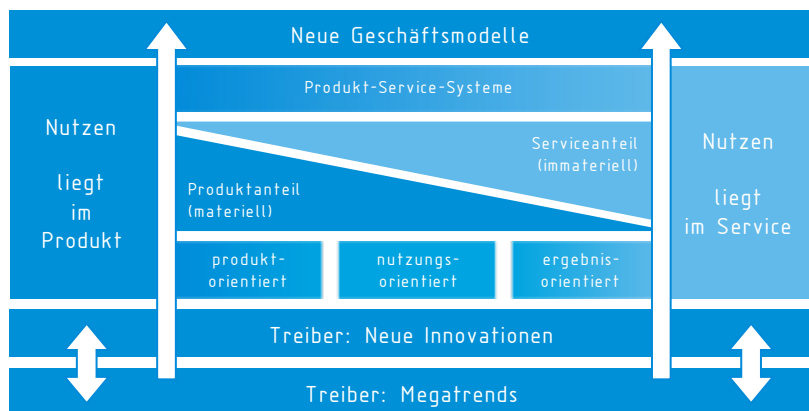 Neue Geschäftsmodelle
Produkt-Service-Systeme
Nutzen
liegt
im
Produkt
Serviceanteil
(immateriell)
Produktanteil
(materiell)
Nutzen
liegt
im Service
produkt-
orientiert
nutzungs-
orientiert
ergebnis-
orientiert
Treiber: Neue Innovationen
Treiber: Megatrends